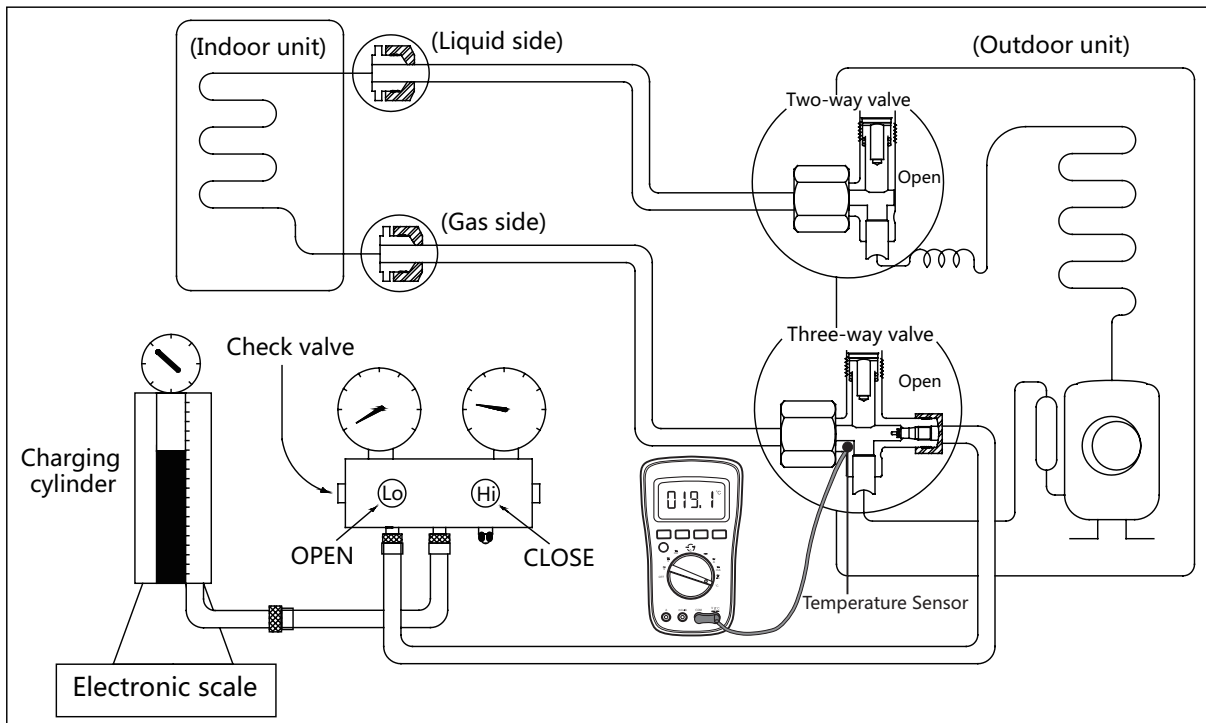 (Indoor unit)
(Liquid side)
(Outdoor unit)
Two-way valve
Open
(Gas side)
Three-way valve
Open
Check valve
Charging
cylinder
Lo
Hi
OPEN
CLOSE
019.1 °C
Temperature Sensor
Electronic scale